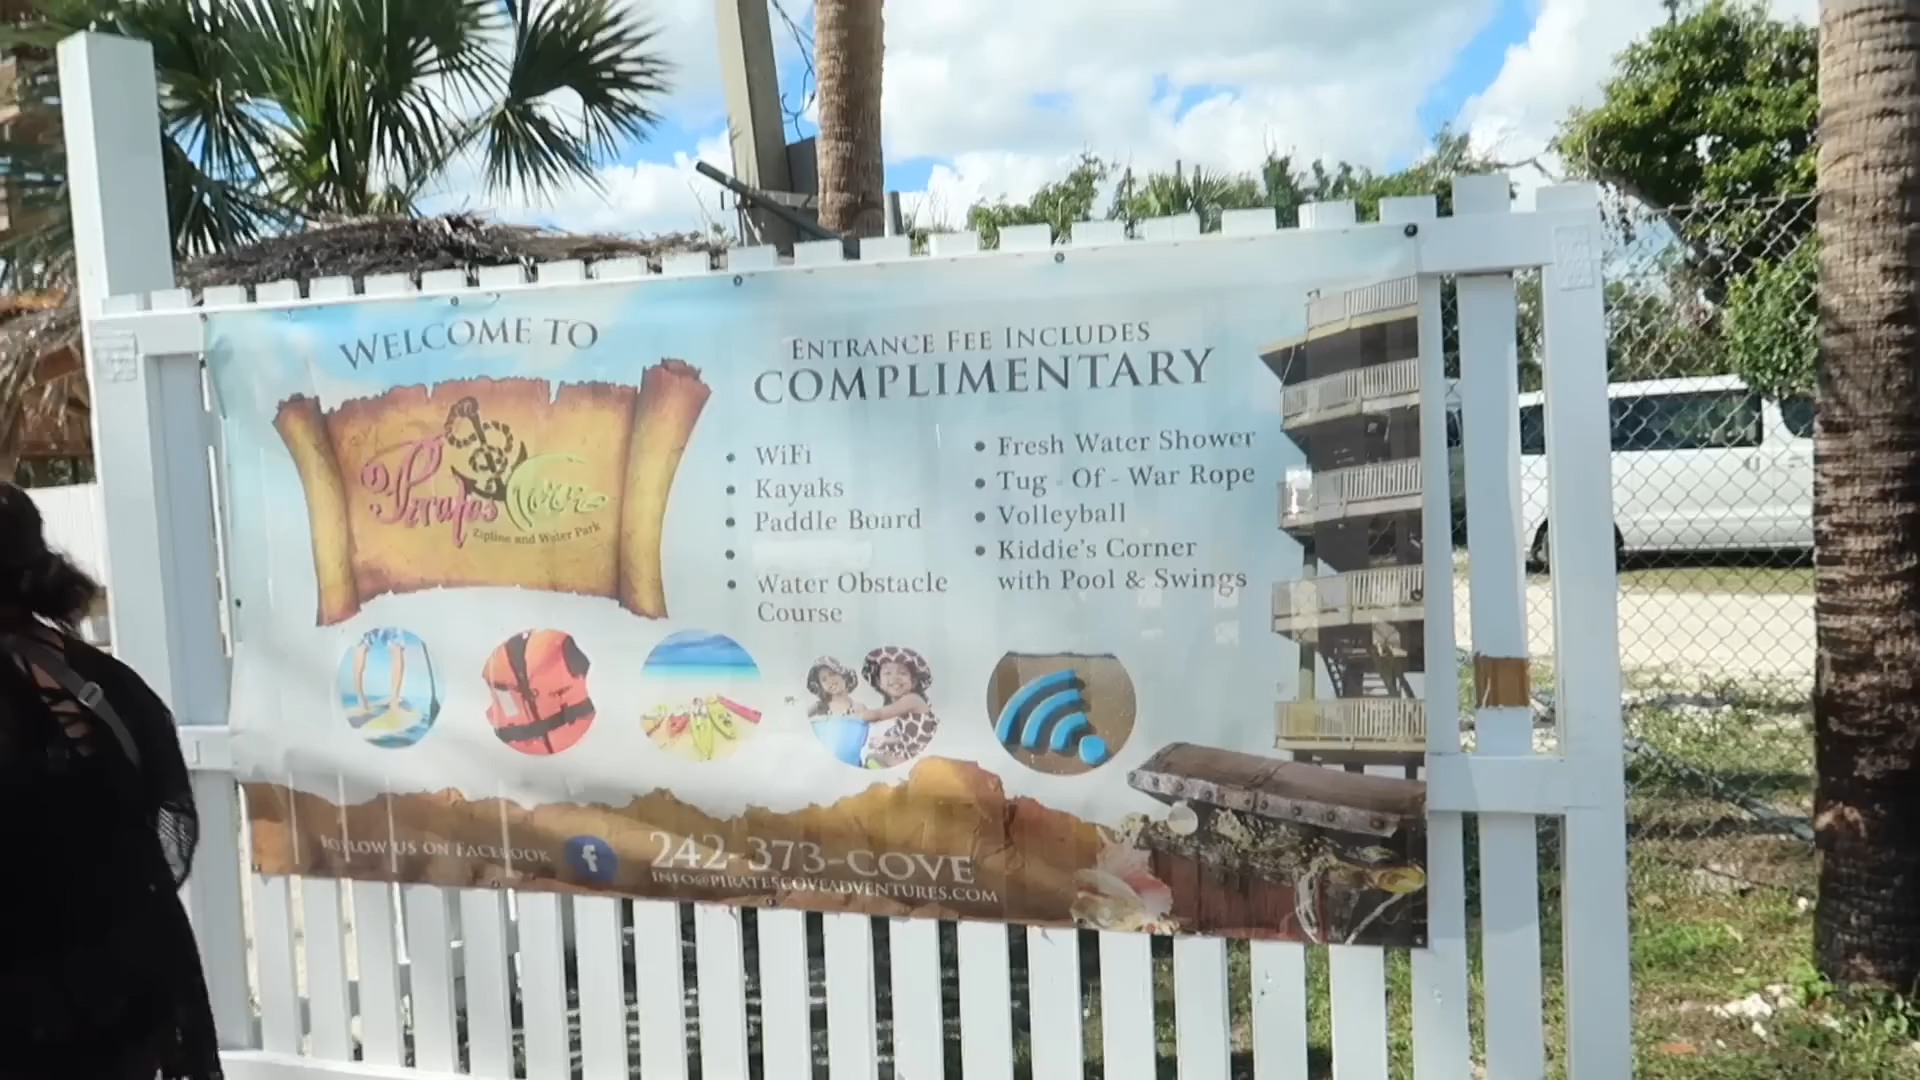 WELCOME TO
Pirates Cove
Zipline and Water Park
ENTRANCE FEE INCLUDES
COMPLIMENTARY
• WiFi
• Kayaks
• Paddle Board
•
• Water Obstacle
Course
• Fresh Water Shower
• Tug - Of - War Rope
• Volleyball
• Kiddie's Corner
with Pool & Swings
FOLLOW US ON FACEBOOK
f
242-373-COVE
INFO@PIRATESCOVEADVENTURES.COM